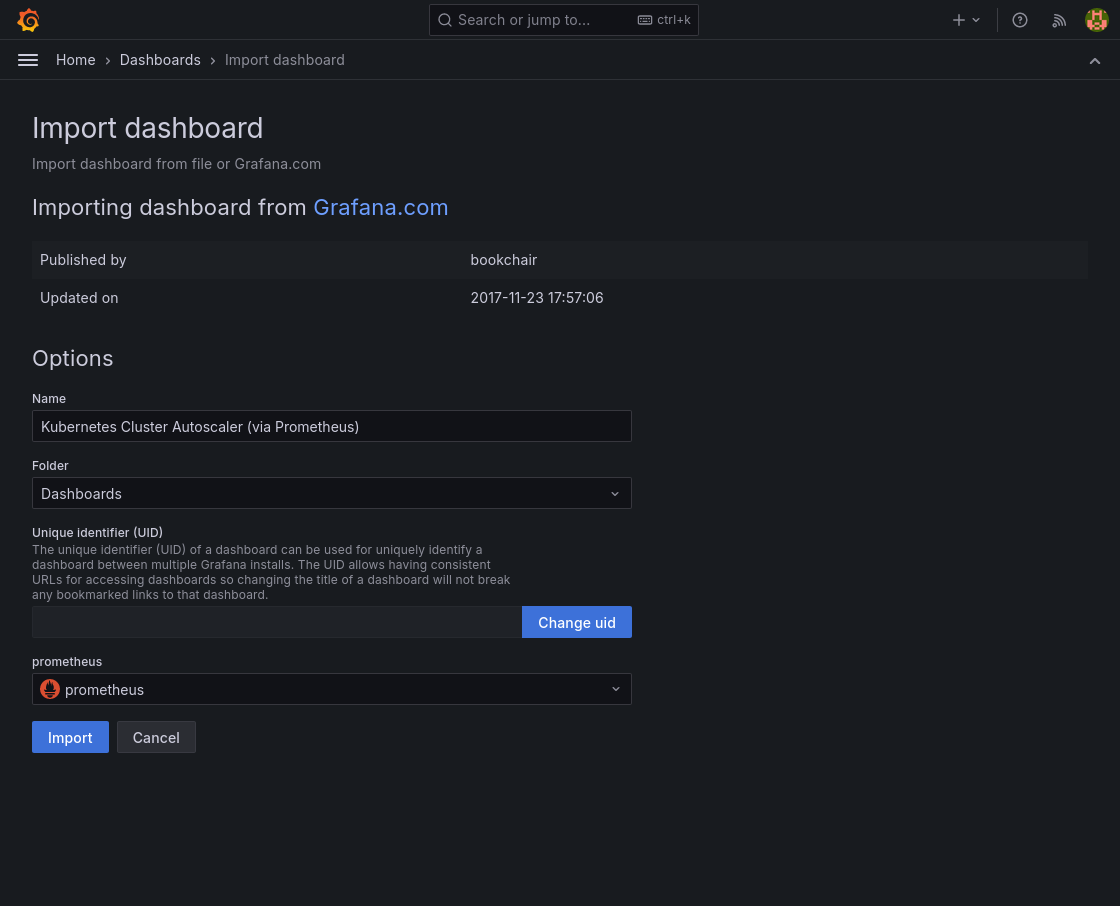 Search or jump to... ctrl+k
Home › Dashboards › Import dashboard
Import dashboard
Import dashboard from file or Grafana.com
Importing dashboard from Grafana.com
Published by bookchair
Updated on 2017-11-23 17:57:06
Options
Name
Kubernetes Cluster Autoscaler (via Prometheus)
Folder
Dashboards
Unique identifier (UID)
The unique identifier (UID) of a dashboard can be used for uniquely identify a
dashboard between multiple Grafana installs. The UID allows having consistent
URLs for accessing dashboards so changing the title of a dashboard will not break
any bookmarked links to that dashboard.
Change uid
prometheus
prometheus
Import Cancel